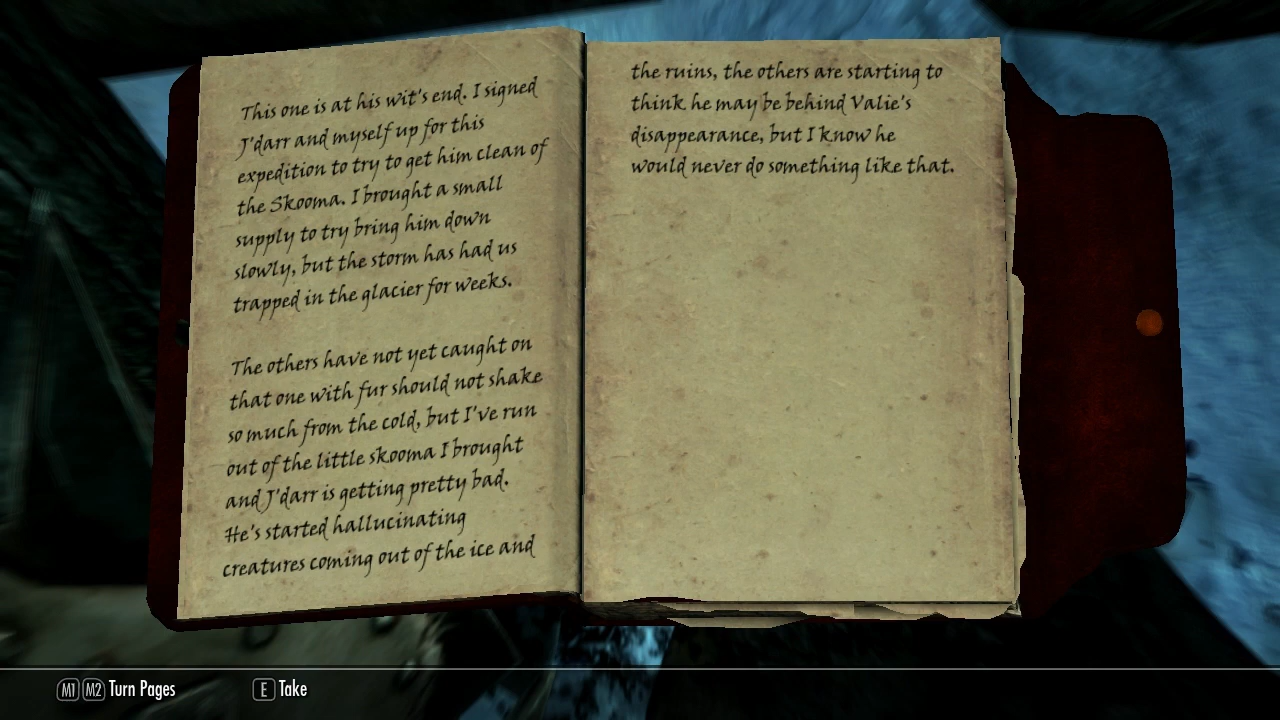 This one is at his wit's end. I signed
J'darr and myself up for this
expedition to try to get him clean of
the Skooma. I brought a small
supply to try bring him down
slowly, but the storm has had us
trapped in the glacier for weeks.
The others have not yet caught on
that one with fur should not shake
so much from the cold, but I've run
out of the little skooma I brought
and J'darr is getting pretty bad.
He's started hallucinating
creatures coming out of the ice and
the ruins, the others are starting to
think he may be behind Valie's
disappearance, but I know he
would never do something like that.
M1 M2 Turn Pages
E Take